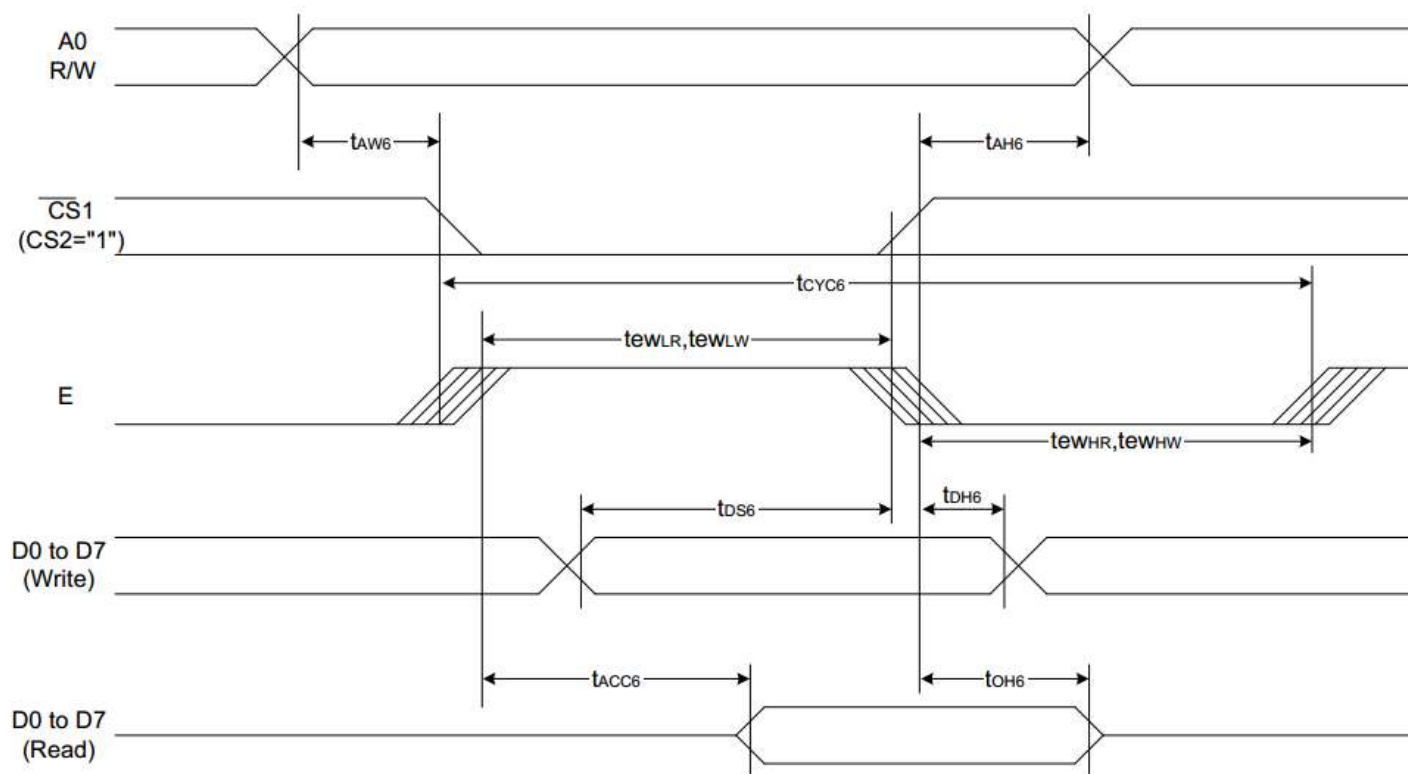 A0
R/W
tAW6
tAH6
CS1
(CS2="1")
tCYC6
tewLR,tewLW
E
tewHR,tewHW
tDS6
tDH6
D0 to D7
(Write)
tACC6
tOH6
D0 to D7
(Read)